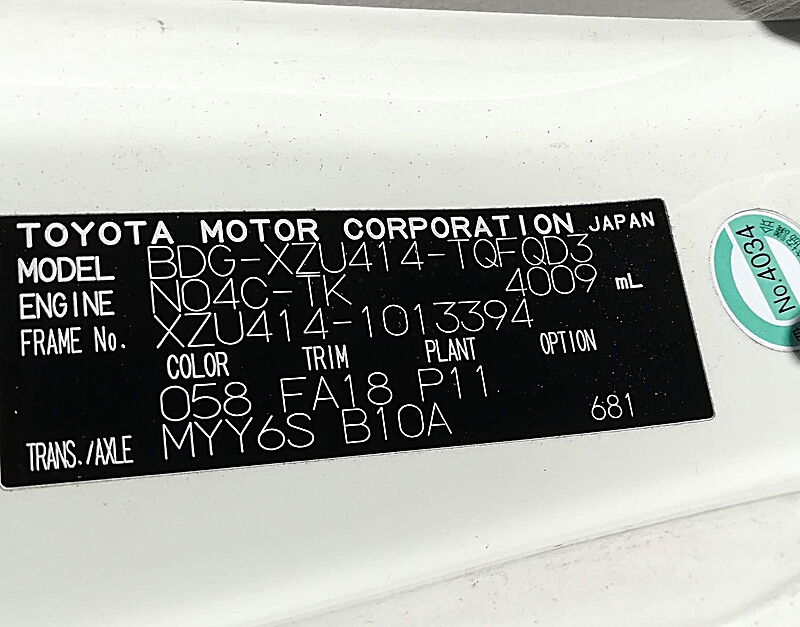 TOYOTA MOTOR CORPORATION JAPAN
MODEL BDG-XZU414-TQFQD3
ENGINE N04C-TK 4009 mL
FRAME No. XZU414-1013394
COLOR TRIM PLANT OPTION
058 FA18 P11
TRANS./AXLE MYY6S B10A 681
No.4034